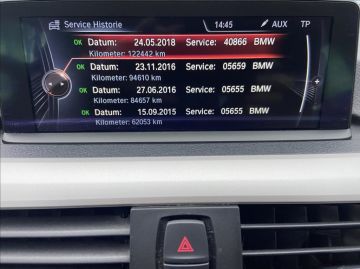 Service Historie 14:45 AUX TP
OK Datum: 24.05.2018 Service: 40866 BMW
Kilometer: 122442 km
OK Datum: 23.11.2016 Service: 05659 BMW
Kilometer: 94610 km
OK Datum: 27.06.2016 Service: 05655 BMW
Kilometer: 84657 km
OK Datum: 15.09.2015 Service: 05655 BMW
Kilometer: 62053 km